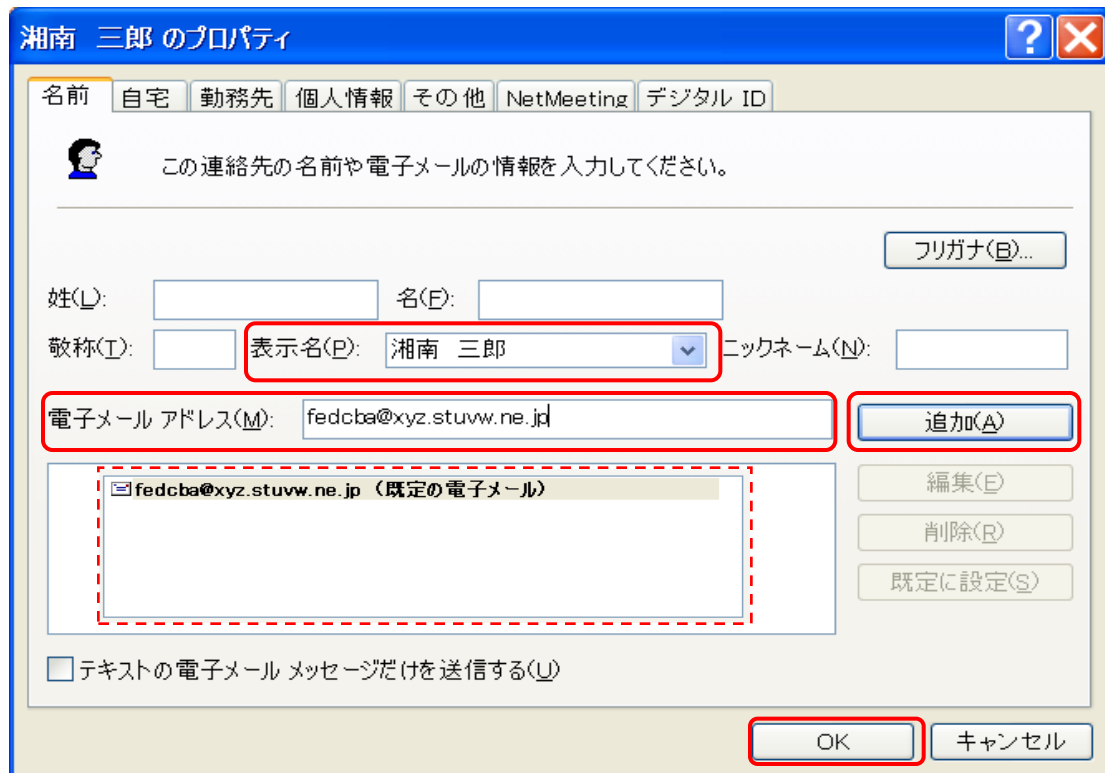 湘南 三郎 のプロパティ
名前 自宅 勤務先 個人情報 その他 NetMeeting デジタル ID
この連絡先の名前や電子メールの情報を入力してください。
フリガナ(B)...
姓(L): 名(F):
敬称(T): 表示名(P): 湘南 三郎 ニックネーム(N):
電子メール アドレス(M): fedcba@xyz.stuvw.ne.jp 追加(A)
fedcba@xyz.stuvw.ne.jp (既定の電子メール) 編集(E)
削除(R)
既定に設定(S)
テキストの電子メール メッセージだけを送信する(U)
OK キャンセル